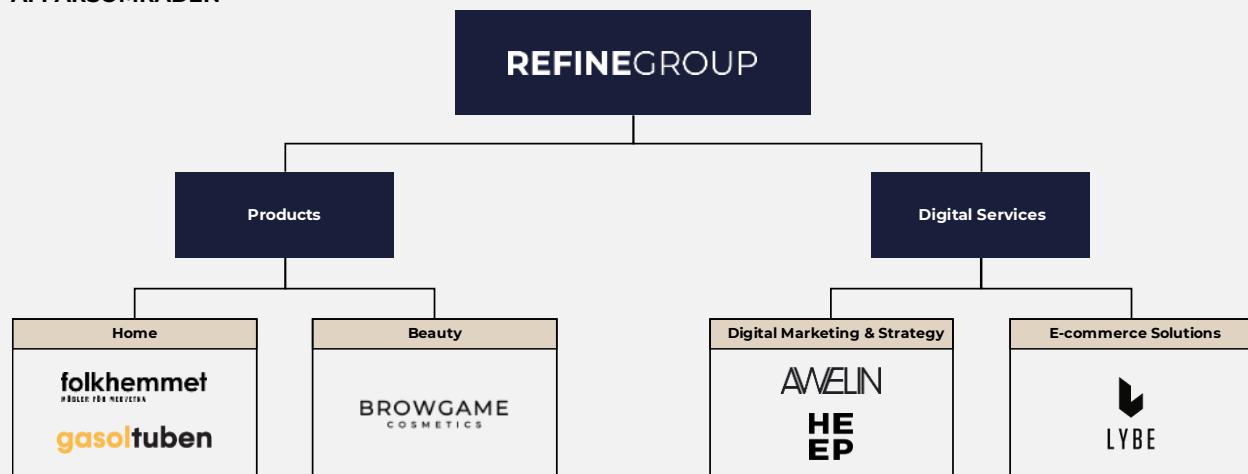 AFFÄRSOMRÅDEN
REFINEGROUP
Products
Digital Services
Home
Beauty
Digital Marketing & Strategy
E-commerce Solutions
folkhemmet
MÖBLER FÖR MEDVETNA
gasoltuben
BROWGAME
COSMETICS
AWELIN
HE
EP
LYBE